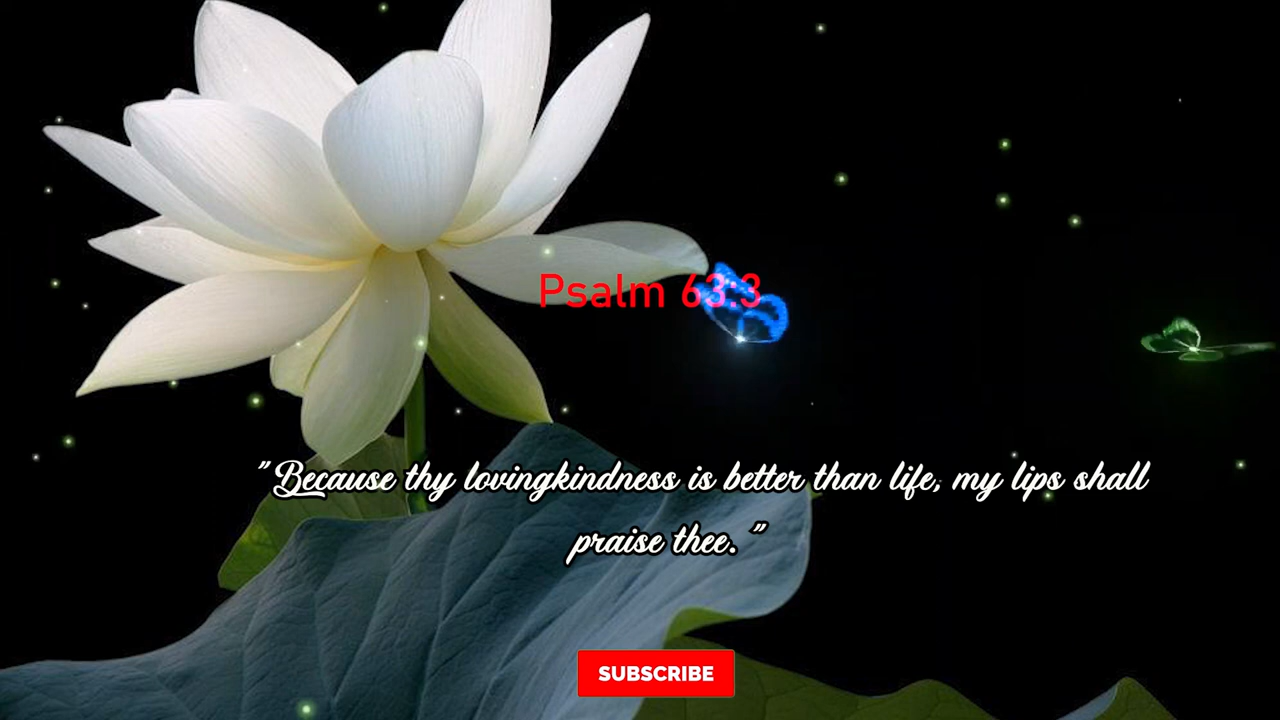 Psalm 63:3
"Because thy lovingkindness is better than life, my lips shall
praise thee."
SUBSCRIBE